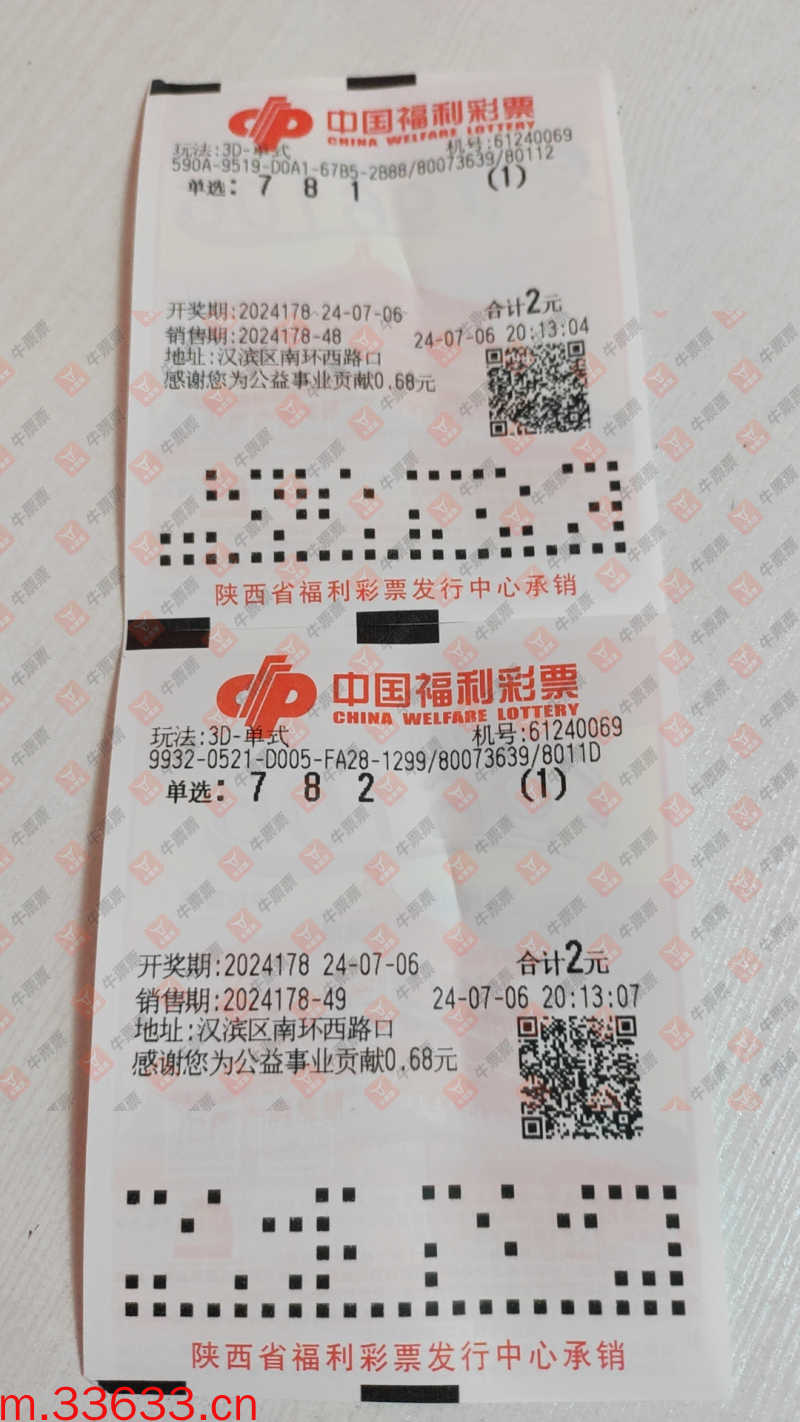 中国福利彩票
CHINA WELFARE LOTTERY
玩法:3D-单式 机号:61240069
590A-9519-D0A1-67B5-2888/80073639/80112
单选: 7 8 1 (1)
开奖期:2024178 24-07-06 合计2元
销售期:2024178-48 24-07-06 20:13:04
地址:汉滨区南环西路口
感谢您为公益事业贡献0.68元
陕西省福利彩票发行中心承销
中国福利彩票
CHINA WELFARE LOTTERY
玩法:3D-单式 机号:61240069
9932-0521-D005-FA28-1299/80073639/8011D
单选: 7 8 2 (1)
开奖期:2024178 24-07-06 合计2元
销售期:2024178-49 24-07-06 20:13:07
地址:汉滨区南环西路口
感谢您为公益事业贡献0.68元
陕西省福利彩票发行中心承销
m.33633.cn
牛票票